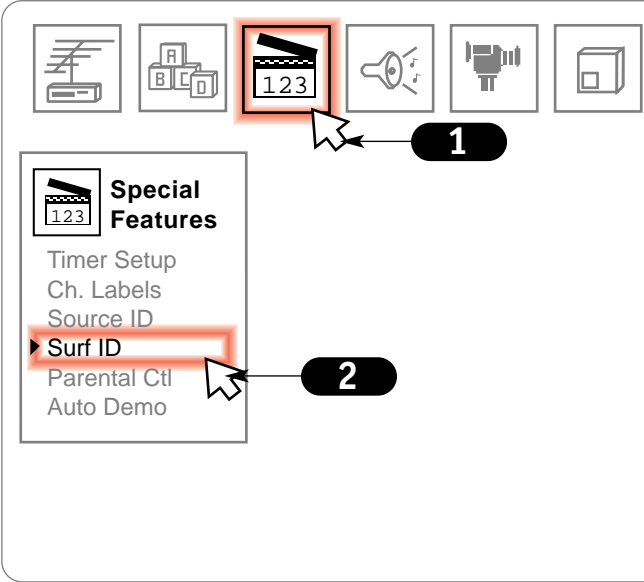 A
B C D
123
1
123
Special
Features
Timer Setup
Ch. Labels
Source ID
Surf ID
Parental Ctl
2
Auto Demo